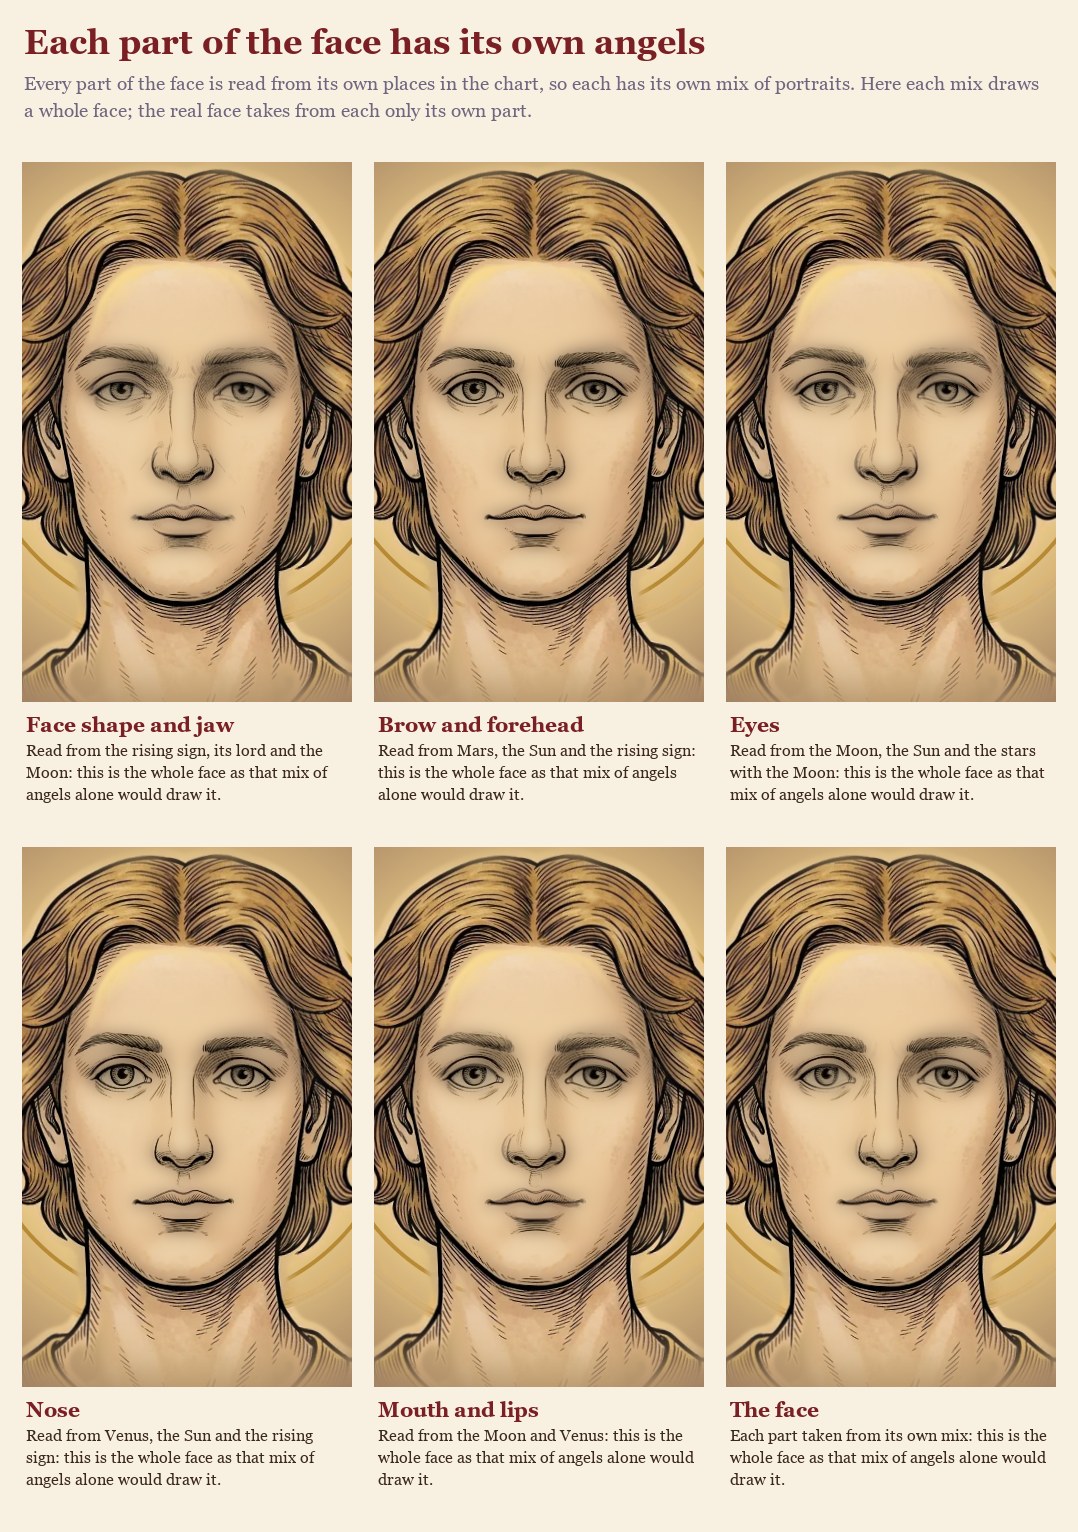 Each part of the face has its own angels
Every part of the face is read from its own places in the chart, so each has its own mix of portraits. Here each mix draws
a whole face; the real face takes from each only its own part.
Face shape and jaw
Read from the rising sign, its lord and the
Moon: this is the whole face as that mix of
angels alone would draw it.
Brow and forehead
Read from Mars, the Sun and the rising sign:
this is the whole face as that mix of angels
alone would draw it.
Eyes
Read from the Moon, the Sun and the stars
with the Moon: this is the whole face as that
mix of angels alone would draw it.
Nose
Read from Venus, the Sun and the rising
sign: this is the whole face as that mix of
angels alone would draw it.
Mouth and lips
Read from the Moon and Venus: this is the
whole face as that mix of angels alone would
draw it.
The face
Each part taken from its own mix: this is the
whole face as that mix of angels alone would
draw it.